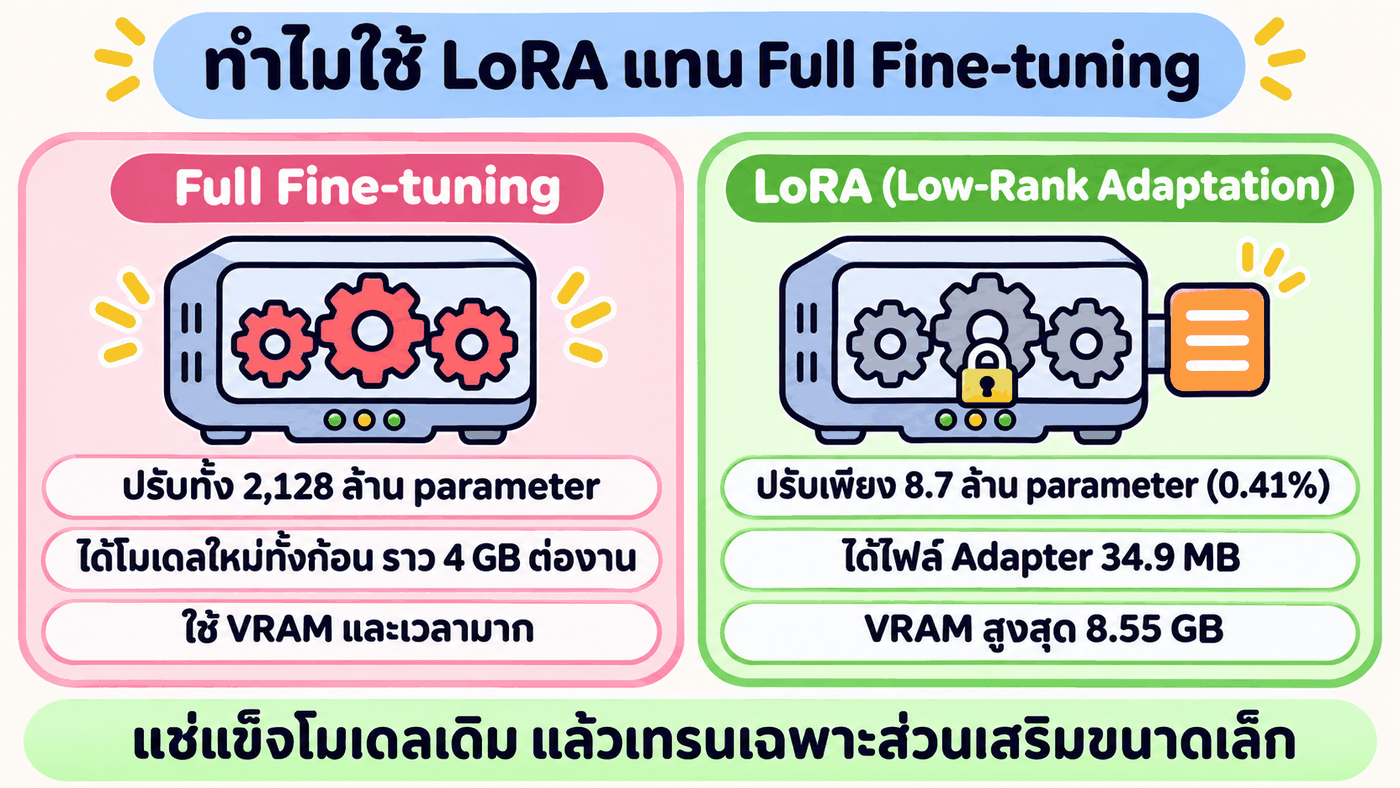 ทำไมใช้ LoRA แทน Full Fine-tuning
Full Fine-tuning
ปรับทั้ง 2,128 ล้าน parameter
ได้โมเดลใหม่ทั้งก้อน ราว 4 GB ต่องาน
ใช้ VRAM และเวลามาก
LoRA (Low-Rank Adaptation)
ปรับเพียง 8.7 ล้าน parameter (0.41%)
ได้ไฟล์ Adapter 34.9 MB
VRAM สูงสุด 8.55 GB
แช่แข็งโมเดลเดิม แล้วเทรนเฉพาะส่วนเสริมขนาดเล็ก